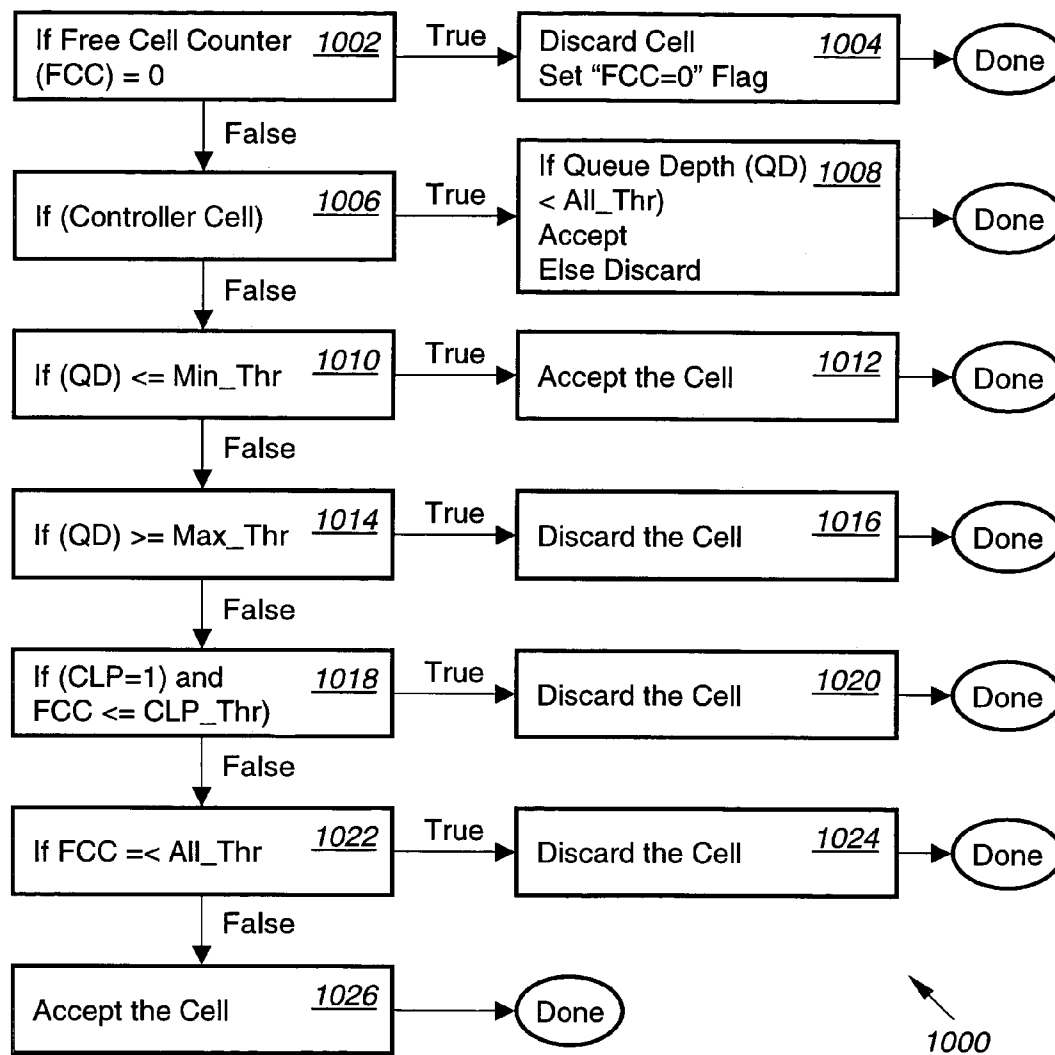 If Free Cell Counter 1002
(FCC) = 0
True
Discard Cell 1004
Set "FCC=0" Flag
Done
False
If (Controller Cell) 1006
True
If Queue Depth (QD) 1008
< All_Thr)
Accept
Else Discard
Done
False
If (QD) <= Min_Thr 1010
True
Accept the Cell 1012
Done
False
If (QD) >= Max_Thr 1014
True
Discard the Cell 1016
Done
False
If (CLP=1) and 1018
FCC <= CLP_Thr)
True
Discard the Cell 1020
Done
False
If FCC =< All_Thr 1022
True
Discard the Cell 1024
Done
False
Accept the Cell 1026
Done
1000